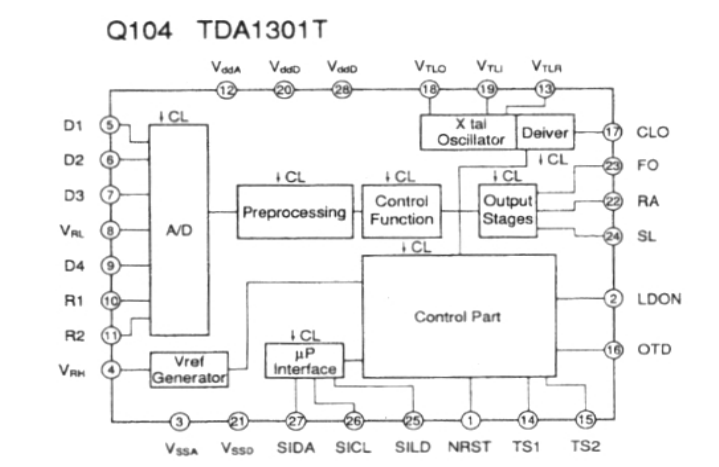 Q104 TDA1301T
VddA VddD VddD VTLO VTLI VTLR
12 20 28 18 19 13
D1 5 ↓CL X tal Oscillator Deiver 17 CLO
D2 6 ↓CL 23 FO
D3 7 ↓CL ↓CL ↓CL 22 RA
A/D Preprocessing Control Function Output Stages
VRL 8 24 SL
D4 9 ↓CL
R1 10 2 LDON
R2 11 Control Part
↓CL 16 OTD
VRH 4 Vref Generator µP Interface
3 21 27 26 25 1 14 15
VSSA VSSD SIDA SICL SILD NRST TS1 TS2